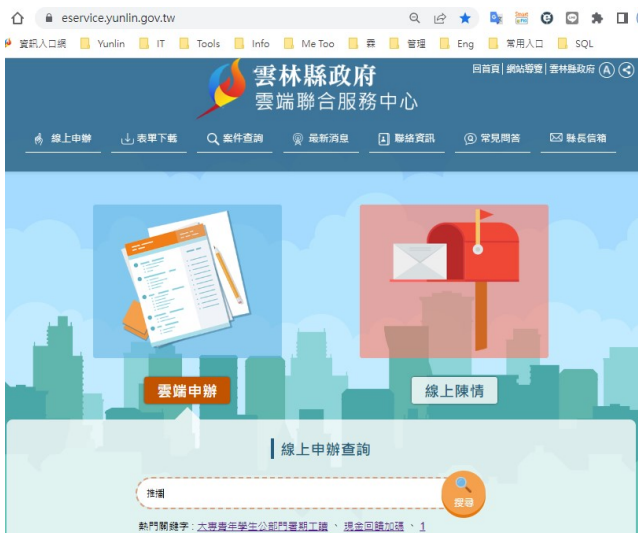 eservice.yunlin.gov.tw
資訊入口網 Yunlin IT Tools Info Me Too 霖 管理 Eng 常用入口 SQL
雲林縣政府
雲端聯合服務中心
回首頁 | 網站導覽 | 雲林縣政府 A
線上申辦 表單下載 案件查詢 最新消息 聯絡資訊 常見問答 縣長信箱
雲端申辦 線上陳情
線上申辦查詢
推播
搜尋
熱門關鍵字：大專青年學生公部門暑期工讀 、 現金回饋加碼 、 1